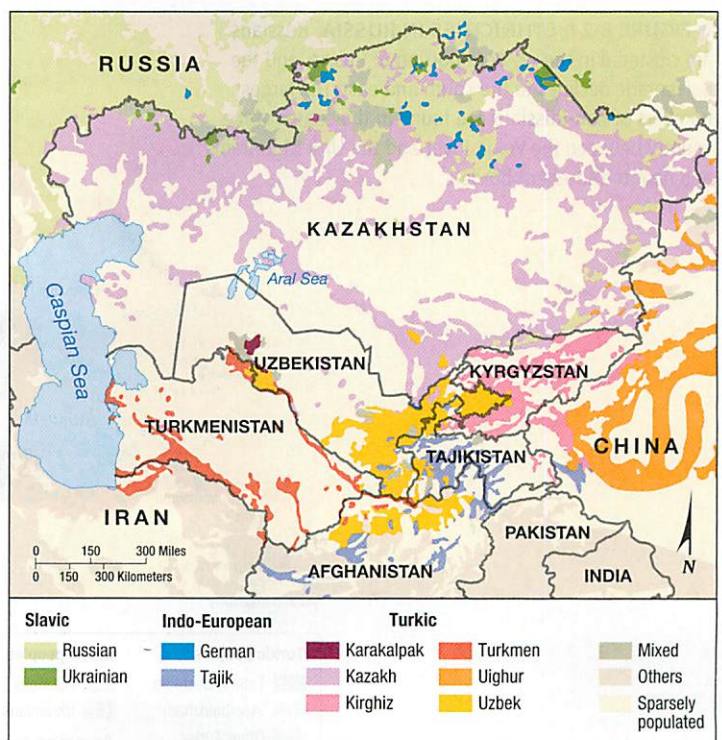 RUSSIA
KAZAKHSTAN
Aral Sea
Caspian Sea
UZBEKISTAN
KYRGYZSTAN
TURKMENISTAN
TAJIKISTAN
CHINA
IRAN
PAKISTAN
AFGHANISTAN
INDIA
0 150 300 Miles
0 150 300 Kilometers
N
Slavic
Russian
Ukrainian
Indo-European
German
Tajik
Turkic
Karakalpak
Kazakh
Kirghiz
Turkmen
Uighur
Uzbek
Mixed
Others
Sparsely
populated